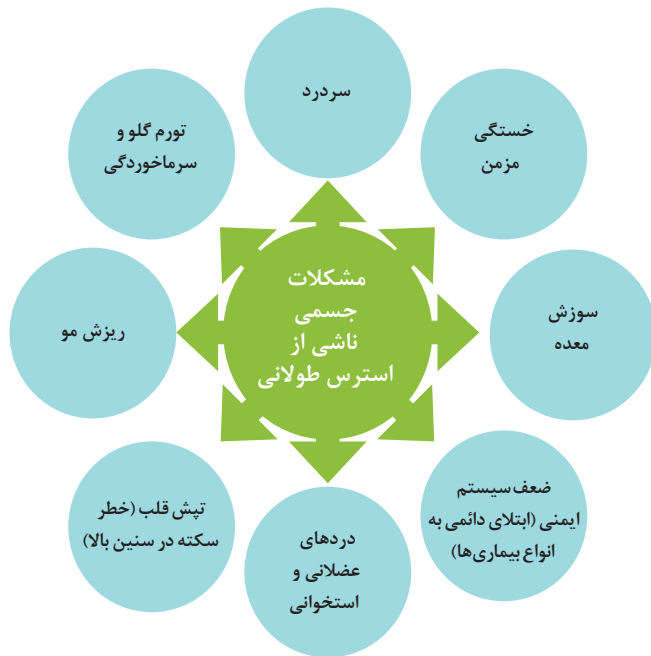 مشکلات
جسمی
ناشی از
استرس طولانی
سردرد
خستگی
مزمن
سوزش
معده
ضعف سیستم
ایمنی (ابتلای دائمی به
انواع بیماری‌ها)
دردهای
عضلانی و
استخوانی
تپش قلب (خطر
سکته در سنین بالا)
ریزش مو
تورم گلو و
سرماخوردگی